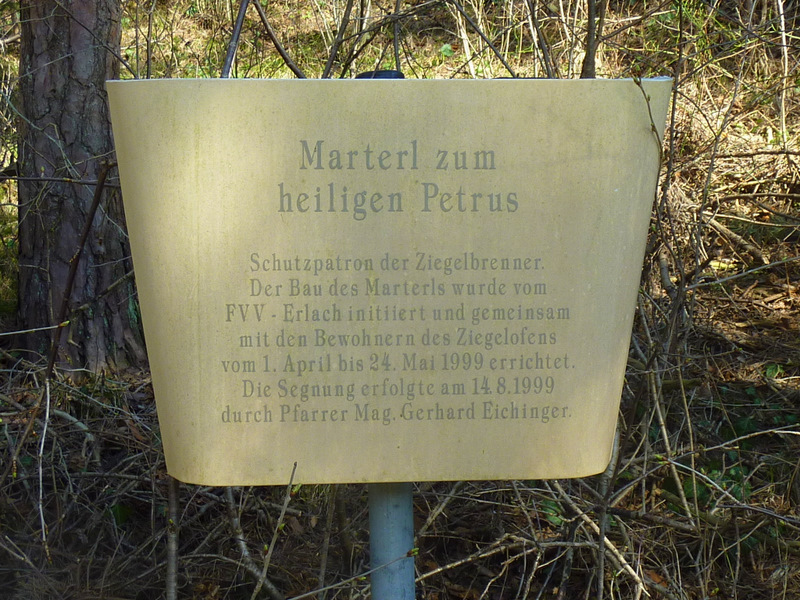 Marterl zum
heiligen Petrus
Schutzpatron der Ziegelbrenner.
Der Bau des Marterls wurde vom
FVV - Erlach initiiert und gemeinsam
mit den Bewohnern des Ziegelofens
vom 1. April bis 24. Mai 1999 errichtet.
Die Segnung erfolgte am 14.8.1999
durch Pfarrer Mag. Gerhard Eichinger.